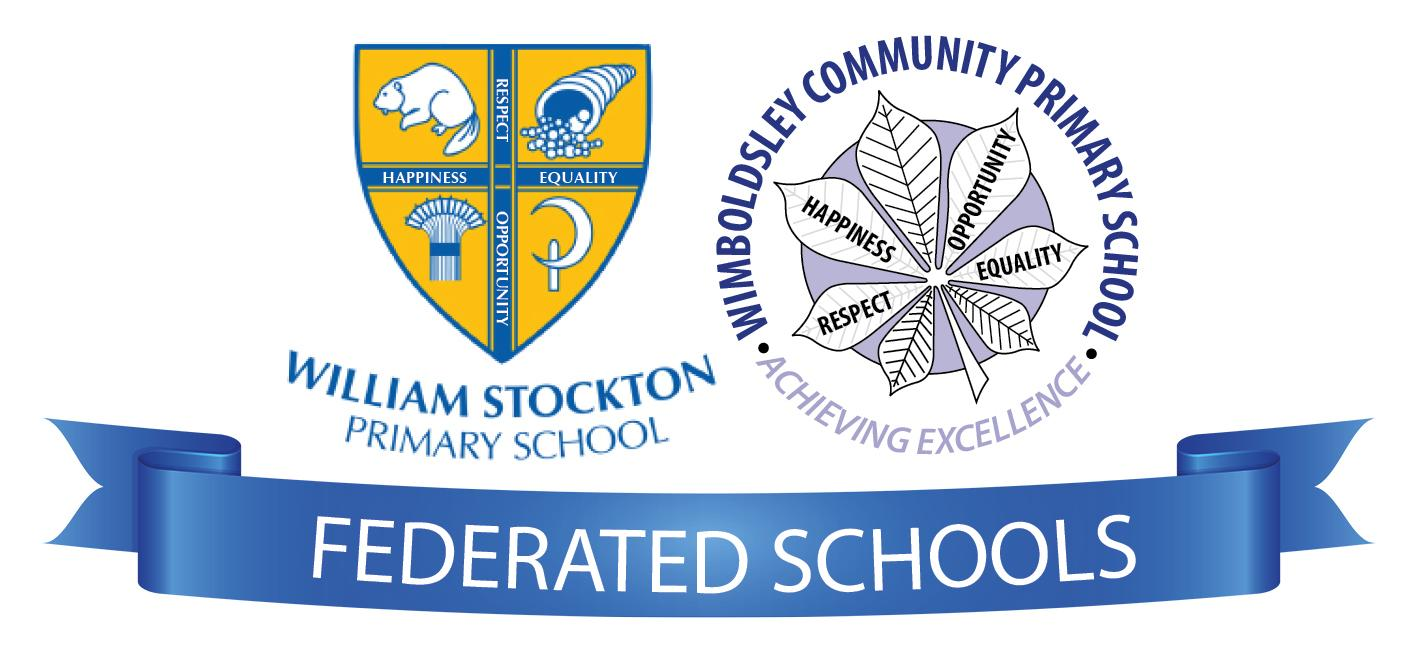 RESPECT
HAPPINESS
EQUALITY
OPPORTUNITY
WILLIAM STOCKTON
PRIMARY SCHOOL
WIMBOLDSLEY COMMUNITY PRIMARY SCHOOL
HAPPINESS
OPPORTUNITY
EQUALITY
RESPECT
• ACHIEVING EXCELLENCE •
FEDERATED SCHOOLS